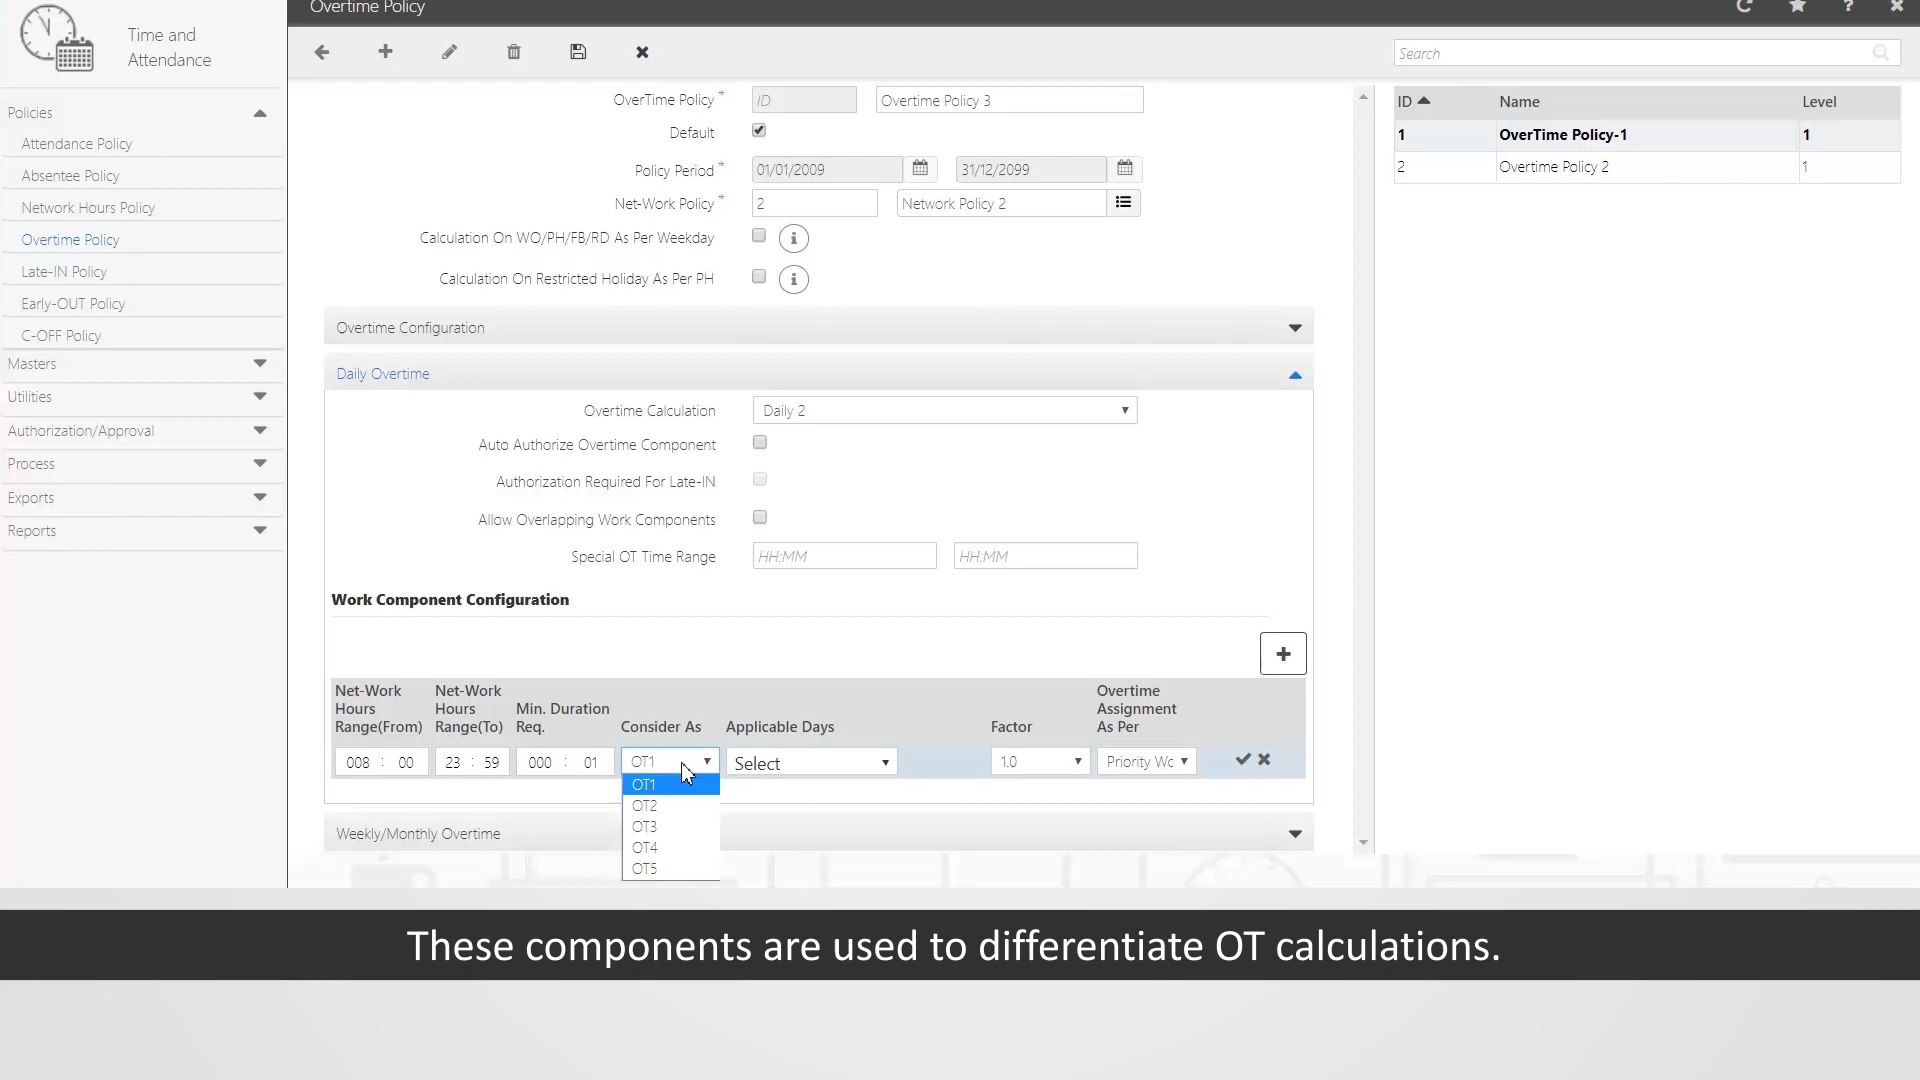 Overtime Policy
?
Time and
Attendance
Search
Policies
Attendance Policy
Absentee Policy
Network Hours Policy
Overtime Policy
Late-IN Policy
Early-OUT Policy
C-OFF Policy
Masters
Utilities
Authorization/Approval
Process
Exports
Reports
OverTime Policy * ID Overtime Policy 3
Default
Policy Period * 01/01/2009 31/12/2099
Net-Work Policy * 2 Network Policy 2
Calculation On WO/PH/FB/RD As Per Weekday i
Calculation On Restricted Holiday As Per PH i
Overtime Configuration
Daily Overtime
Overtime Calculation Daily 2
Auto Authorize Overtime Component
Authorization Required For Late-IN
Allow Overlapping Work Components
Special OT Time Range HH:MM HH:MM
Work Component Configuration
+
Net-Work Hours Range(From) Net-Work Hours Range(To) Min. Duration Req. Consider As Applicable Days Factor Overtime Assignment As Per
008 : 00 23 : 59 000 : 01 OT1 Select 1.0 Priority Wc
OT1
OT2
OT3
OT4
OT5
Weekly/Monthly Overtime
ID Name Level
1 OverTime Policy-1 1
2 Overtime Policy 2 1
These components are used to differentiate OT calculations.